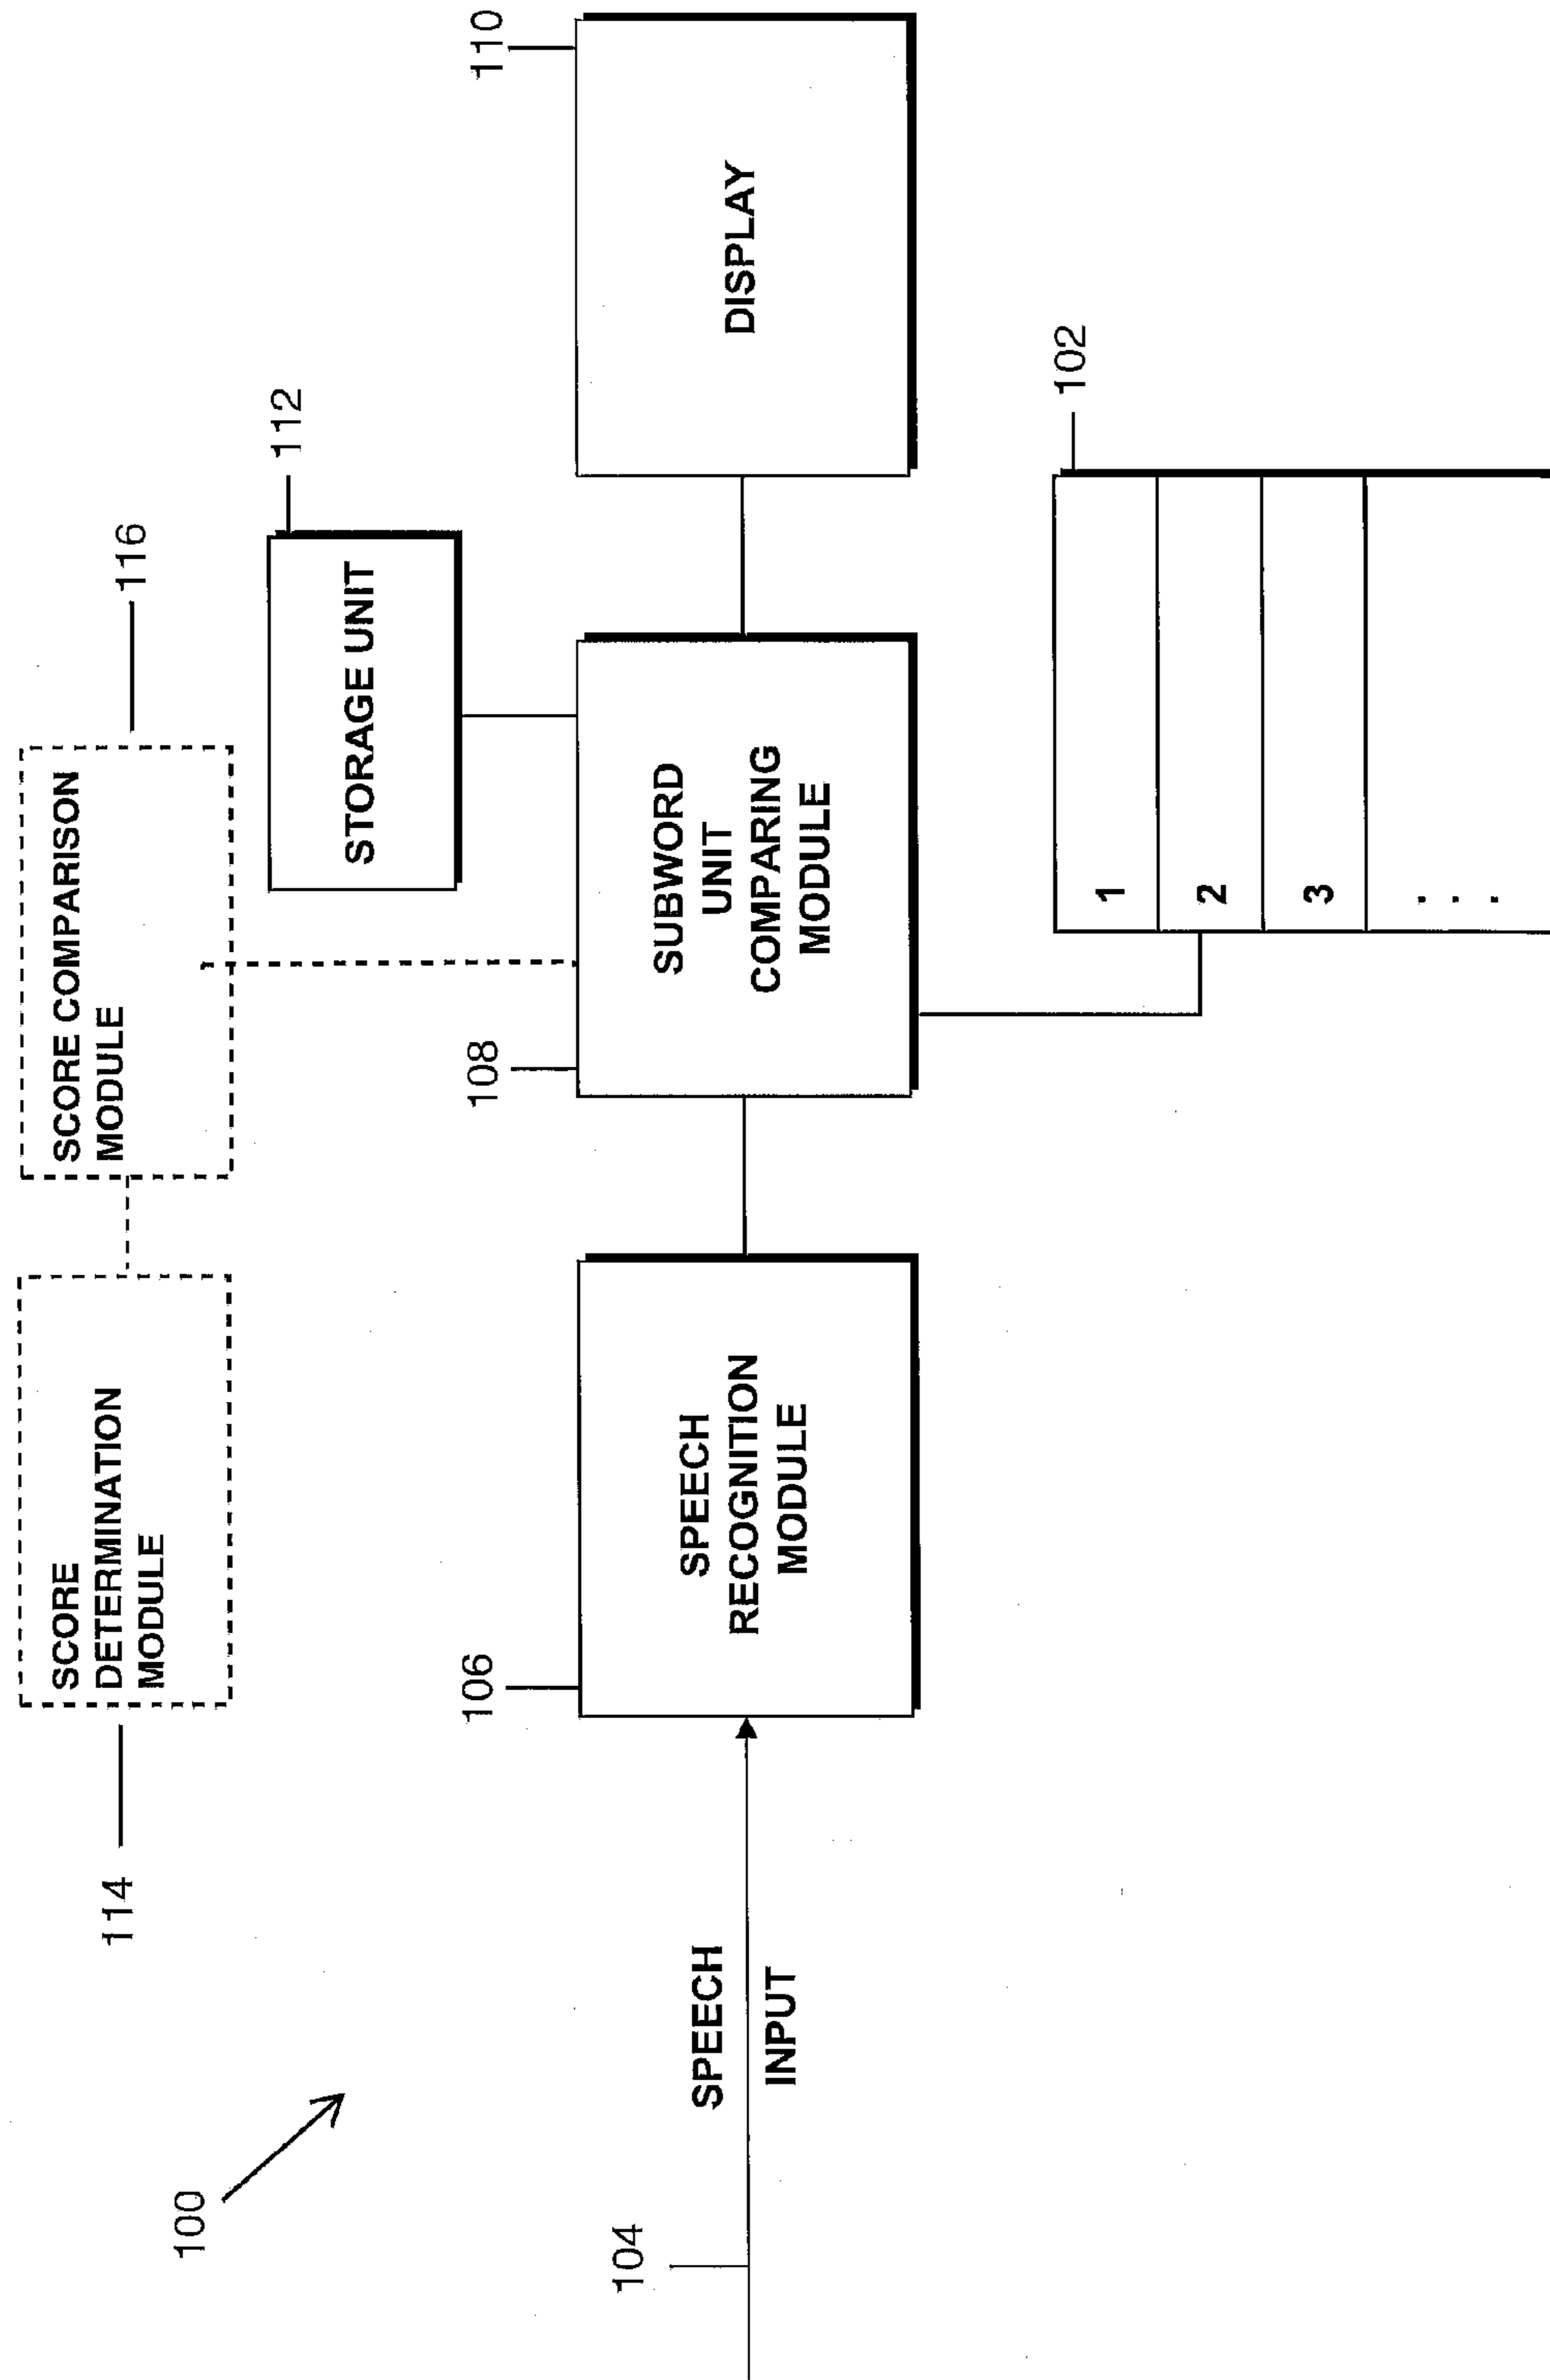 114
SCORE
DETERMINATION
MODULE
SCORE COMPARISON
MODULE
116
100
STORAGE UNIT
112
104
SPEECH
INPUT
106
SPEECH
RECOGNITION
MODULE
108
SUBWORD
UNIT
COMPARING
MODULE
110
DISPLAY
102
1
2
3
. . .